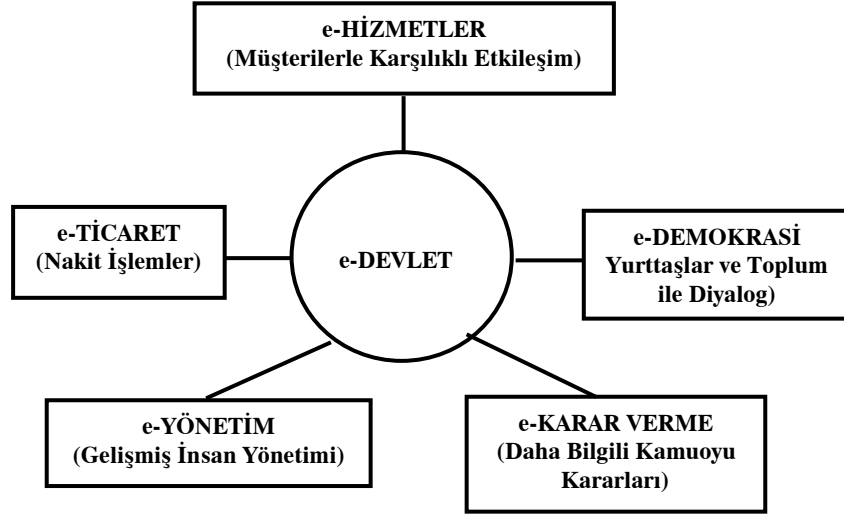 e-HİZMETLER
(Müşterilerle Karşılıklı Etkileşim)
e-TİCARET
(Nakit İşlemler)
e-DEVLET
e-DEMOKRASİ
Yurttaşlar ve Toplum
ile Diyalog)
e-YÖNETİM
(Gelişmiş İnsan Yönetimi)
e-KARAR VERME
(Daha Bilgili Kamuoyu
Kararları)